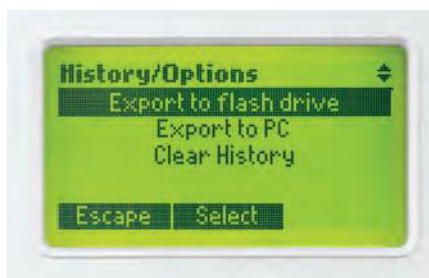 History/Options
Export to flash drive
Export to PC
Clear History
Escape Select